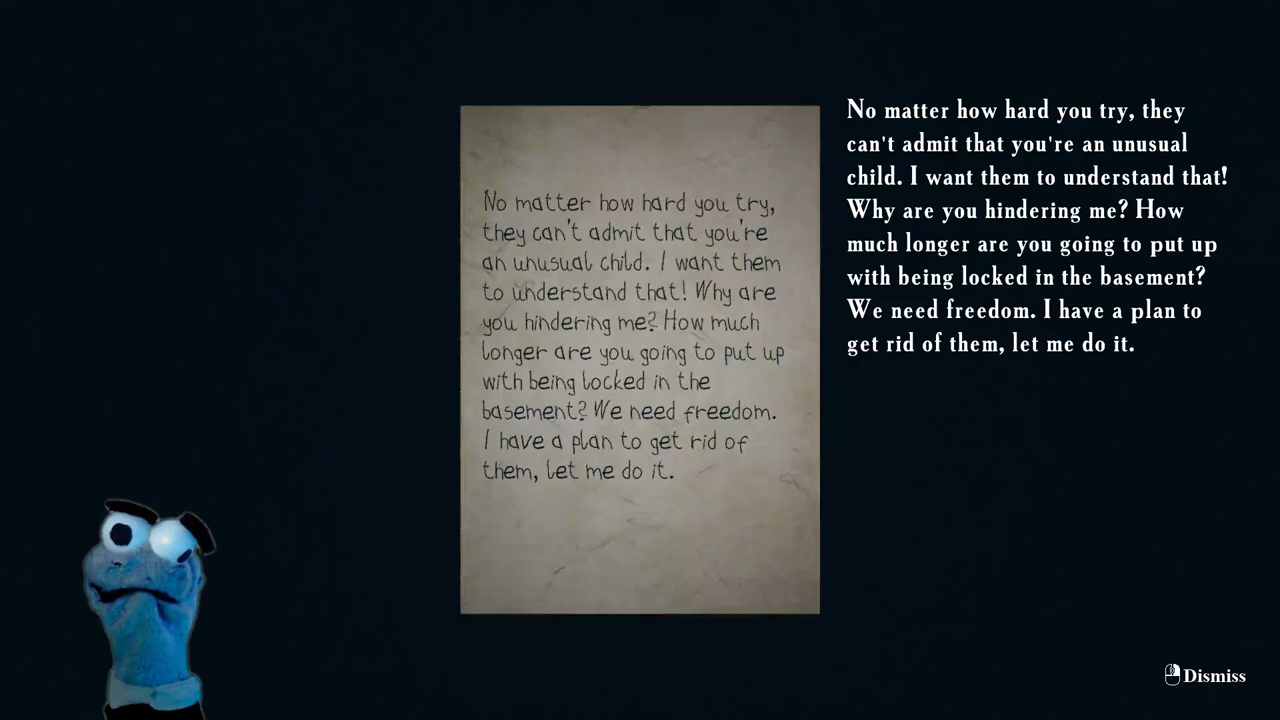 No matter how hard you try,
they can't admit that you're
an unusual child. I want them
to understand that! Why are
you hindering me? How much
longer are you going to put up
with being locked in the
basement? We need freedom.
I have a plan to get rid of
them, let me do it.
No matter how hard you try, they
can't admit that you're an unusual
child. I want them to understand that!
Why are you hindering me? How
much longer are you going to put up
with being locked in the basement?
We need freedom. I have a plan to
get rid of them, let me do it.
Dismiss